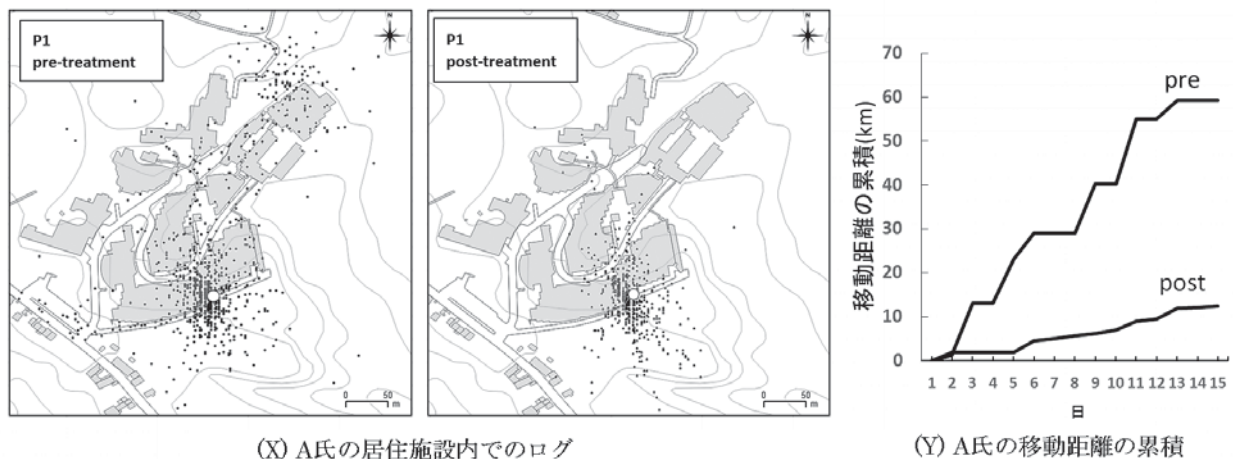 P1
pre-treatment
N
0 50
m
P1
post-treatment
N
0 50
m
移動距離の累積(km)
70
60
50
40
30
20
10
0
pre
post
1 2 3 4 5 6 7 8 9 10 11 12 13 14 15
日
(X) A氏の居住施設内でのログ
(Y) A氏の移動距離の累積